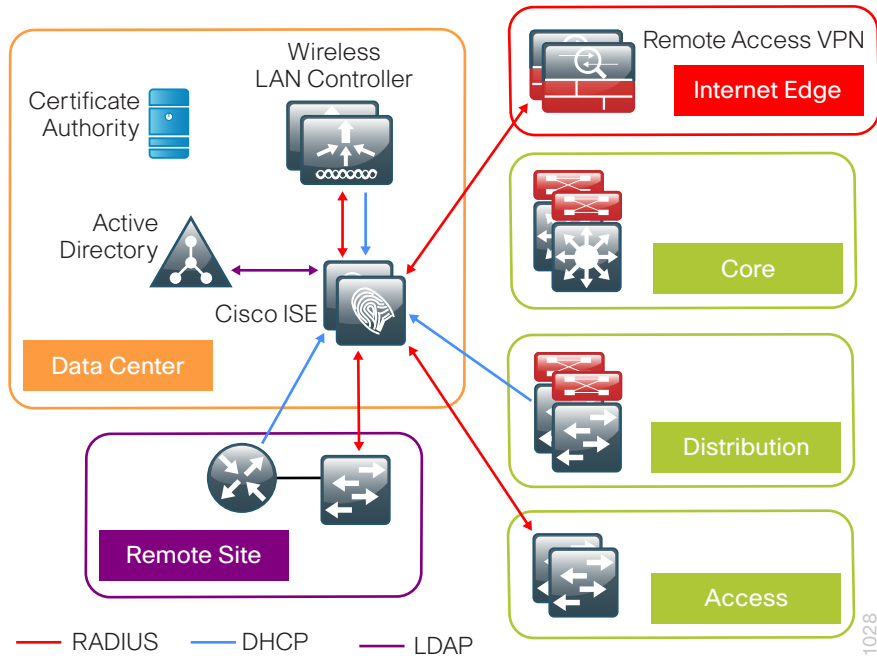 Wireless
LAN Controller
Certificate
Authority
Active
Directory
Cisco ISE
Data Center
Remote Access VPN
Internet Edge
Core
Distribution
Access
Remote Site
RADIUS
DHCP
LDAP
1028